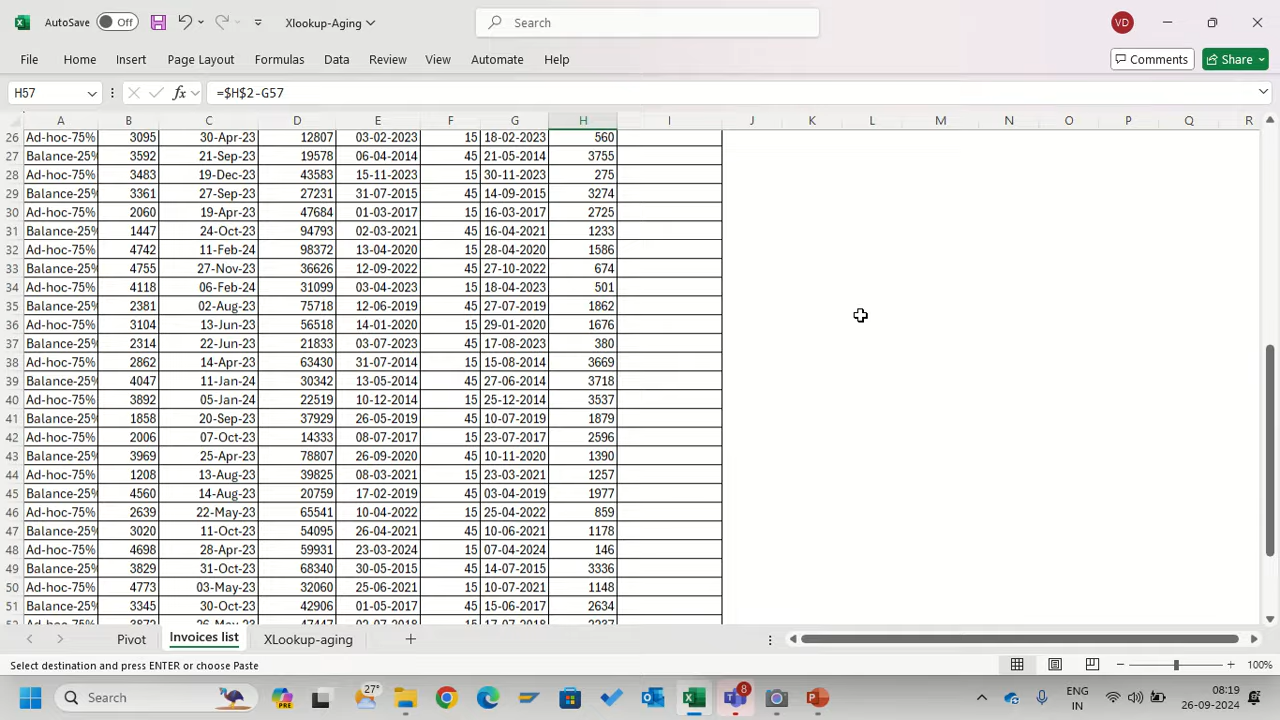 AutoSave Off Xlookup-Aging Search VD
File Home Insert Page Layout Formulas Data Review View Automate Help Comments Share
H57 fx =$H$2-G57
A B C D E F G H I J K L M N O P Q R
26 Ad-hoc-75% 3095 30-Apr-23 12807 03-02-2023 15 18-02-2023 560
27 Balance-25% 3592 21-Sep-23 19578 06-04-2014 45 21-05-2014 3755
28 Ad-hoc-75% 3483 19-Dec-23 43583 15-11-2023 15 30-11-2023 275
29 Balance-25% 3361 27-Sep-23 27231 31-07-2015 45 14-09-2015 3274
30 Ad-hoc-75% 2060 19-Apr-23 47684 01-03-2017 15 16-03-2017 2725
31 Balance-25% 1447 24-Oct-23 94793 02-03-2021 45 16-04-2021 1233
32 Ad-hoc-75% 4742 11-Feb-24 98372 13-04-2020 15 28-04-2020 1586
33 Balance-25% 4755 27-Nov-23 36626 12-09-2022 45 27-10-2022 674
34 Ad-hoc-75% 4118 06-Feb-24 31099 03-04-2023 15 18-04-2023 501
35 Balance-25% 2381 02-Aug-23 75718 12-06-2019 45 27-07-2019 1862
36 Ad-hoc-75% 3104 13-Jun-23 56518 14-01-2020 15 29-01-2020 1676
37 Balance-25% 2314 22-Jun-23 21833 03-07-2023 45 17-08-2023 380
38 Ad-hoc-75% 2862 14-Apr-23 63430 31-07-2014 15 15-08-2014 3669
39 Balance-25% 4047 11-Jan-24 30342 13-05-2014 45 27-06-2014 3718
40 Ad-hoc-75% 3892 05-Jan-24 22519 10-12-2014 15 25-12-2014 3537
41 Balance-25% 1858 20-Sep-23 37929 26-05-2019 45 10-07-2019 1879
42 Ad-hoc-75% 2006 07-Oct-23 14333 08-07-2017 15 23-07-2017 2596
43 Balance-25% 3969 25-Apr-23 78807 26-09-2020 45 10-11-2020 1390
44 Ad-hoc-75% 1208 13-Aug-23 39825 08-03-2021 15 23-03-2021 1257
45 Balance-25% 4560 14-Aug-23 20759 17-02-2019 45 03-04-2019 1977
46 Ad-hoc-75% 2639 22-May-23 65541 10-04-2022 15 25-04-2022 859
47 Balance-25% 3020 11-Oct-23 54095 26-04-2021 45 10-06-2021 1178
48 Ad-hoc-75% 4698 28-Apr-23 59931 23-03-2024 15 07-04-2024 146
49 Balance-25% 3829 31-Oct-23 68340 30-05-2015 45 14-07-2015 3336
50 Ad-hoc-75% 4773 03-May-23 32060 25-06-2021 15 10-07-2021 1148
51 Balance-25% 3345 30-Oct-23 42906 01-05-2017 45 15-06-2017 2634
52 Ad-hoc-75% 3872 26-May-23 47447 02-07-2018 15 17-07-2018 2237
Pivot Invoices list XLookup-aging
Select destination and press ENTER or choose Paste 100%
Search PRE 27° 8 ENG 08:19
IN 26-09-2024